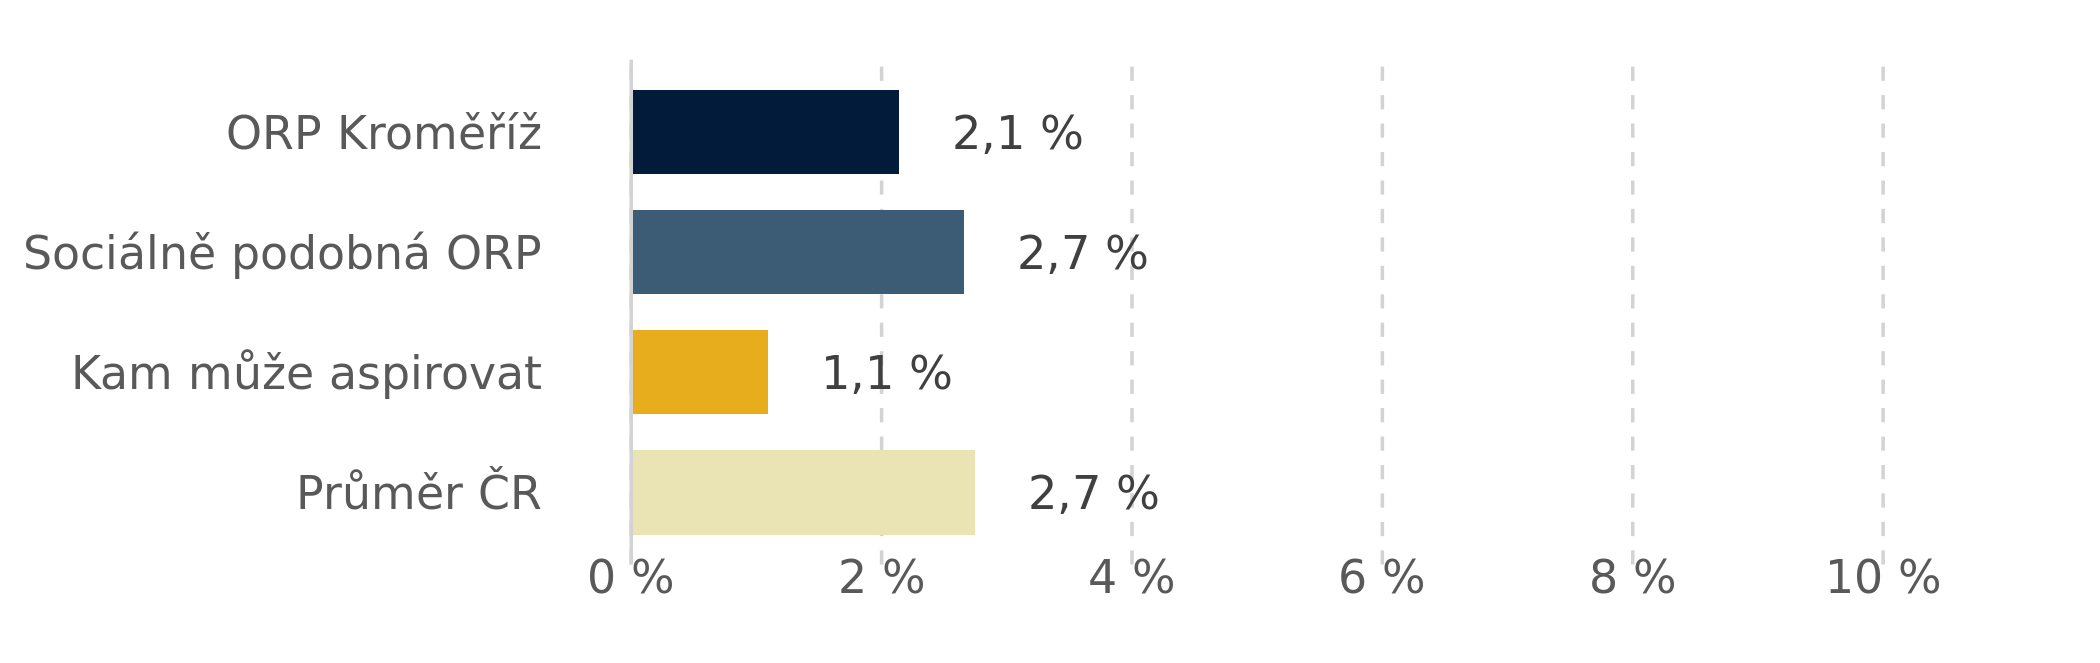 ORP Kroměříž 2,1 %
Sociálně podobná ORP 2,7 %
Kam může aspirovat 1,1 %
Průměr ČR 2,7 %
0 % 2 % 4 % 6 % 8 % 10 %